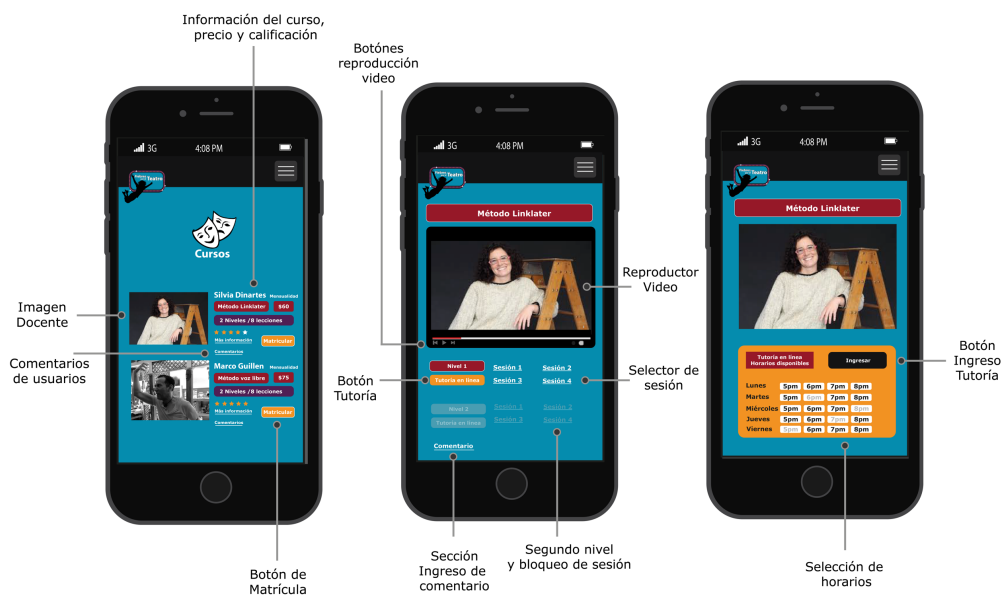 Información del curso,
precio y calificación
Botónes
reproducción
video
3G
4:08 PM
Teatro
Cursos
Silvia Dinartes Mensualidad
Método Linklater $60
2 Niveles /8 lecciones
Más información
Matricular
Comentarios
Marco Guillen Mensualidad
Método voz libre $75
2 Niveles /8 lecciones
Más información
Matricular
Comentarios
Imagen
Docente
Comentarios
de usuarios
Botón de
Matrícula
3G
4:08 PM
Teatro
Método Linklater
Nivel 1 Sesión 1 Sesión 2
Tutoría en línea Sesión 3 Sesión 4
Nivel 2 Sesión 1 Sesión 2
Tutoría en línea Sesión 3 Sesión 4
Comentario
Botón
Tutoría
Reproductor
Video
Selector de
sesión
Sección
Ingreso de
comentario
Segundo nivel
y bloqueo de sesión
3G
4:08 PM
Teatro
Método Linklater
Tutoría en línea
Horarios disponibles
Ingresar
Lunes 5pm 6pm 7pm 8pm
Martes 5pm 6pm 7pm 8pm
Miércoles 5pm 6pm 7pm 8pm
Jueves 5pm 6pm 7pm 8pm
Viernes 5pm 6pm 7pm 8pm
Botón
Ingreso
Tutoría
Selección de
horarios